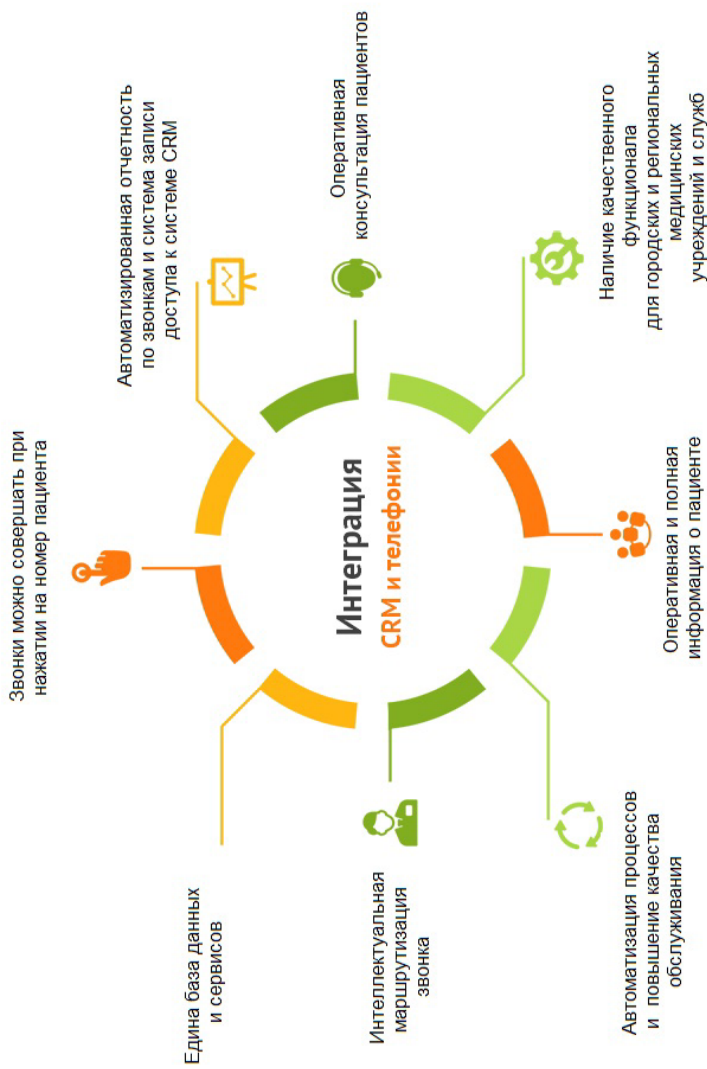 Звонки можно совершать при
нажатии на номер пациента
Автоматизированная отчетность
по звонкам и система записи
доступа к системе CRM
Оперативная
консультация пациентов
Наличие качественного
функционала
для городских и региональных
медицинских
учреждений и служб
Оперативная и полная
информация о пациенте
Автоматизация процессов
и повышение качества
обслуживания
Интеллектуальная
маршрутизация
звонка
Едина база данных
и сервисов
Интеграция
CRM и телефонии